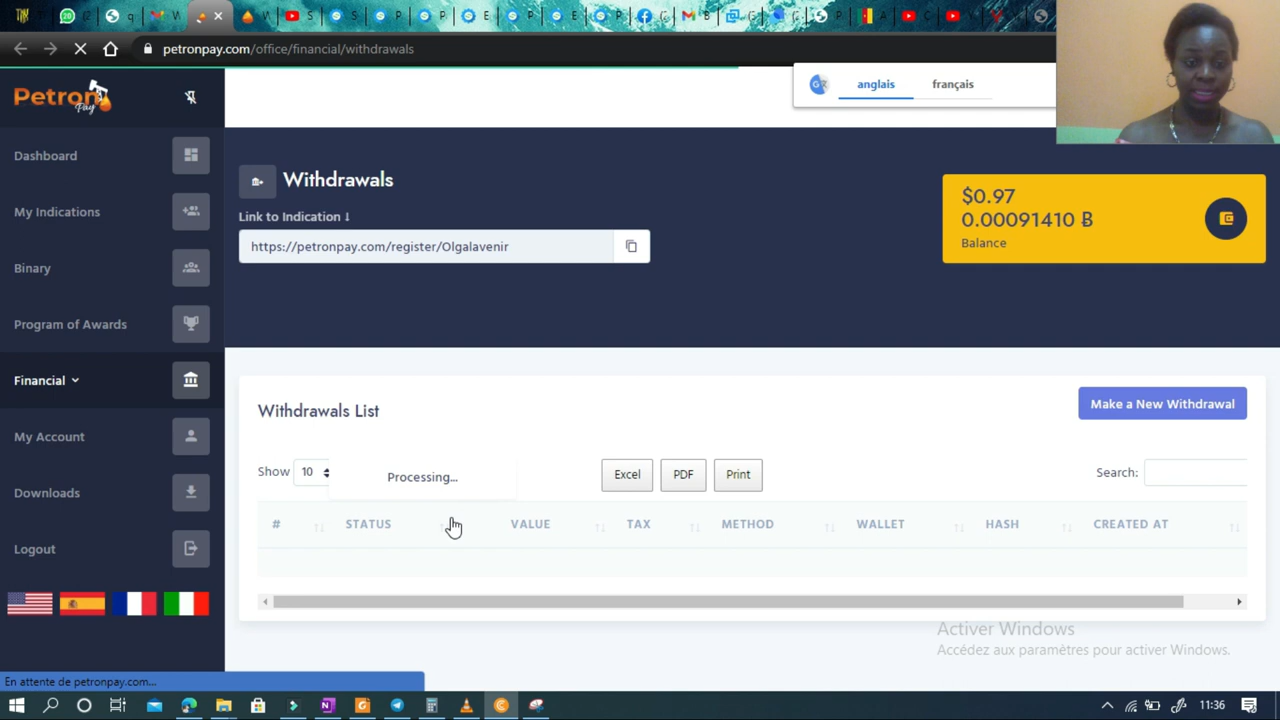 petronpay.com/office/financial/withdrawals
anglais
français
Petron
Pay
Dashboard
My Indications
Binary
Program of Awards
Financial
My Account
Downloads
Logout
Withdrawals
Link to Indication
https://petronpay.com/register/Olgalavenir
$0.97
0.00091410 Ƀ
Balance
Withdrawals List
Make a New Withdrawal
Show 10
Processing...
Excel PDF Print
Search:
# STATUS VALUE TAX METHOD WALLET HASH CREATED AT
Activer Windows
Accédez aux paramètres pour activer Windows.
En attente de petronpay.com...
11:36